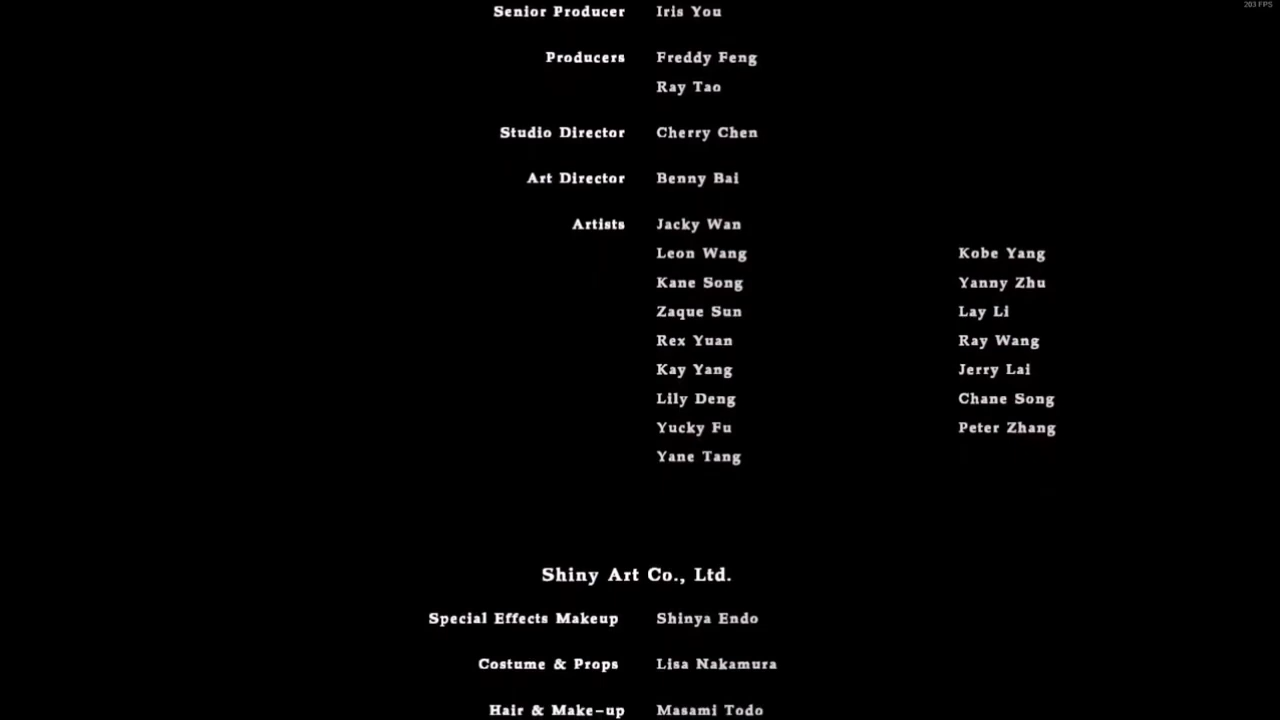 203 FPS
Senior Producer Iris You
Producers Freddy Feng
Ray Tao
Studio Director Cherry Chen
Art Director Benny Bai
Artists Jacky Wan
Leon Wang Kobe Yang
Kane Song Yanny Zhu
Zaque Sun Lay Li
Rex Yuan Ray Wang
Kay Yang Jerry Lai
Lily Deng Chane Song
Yucky Fu Peter Zhang
Yane Tang
Shiny Art Co., Ltd.
Special Effects Makeup Shinya Endo
Costume & Props Lisa Nakamura
Hair & Make-up Masami Todo